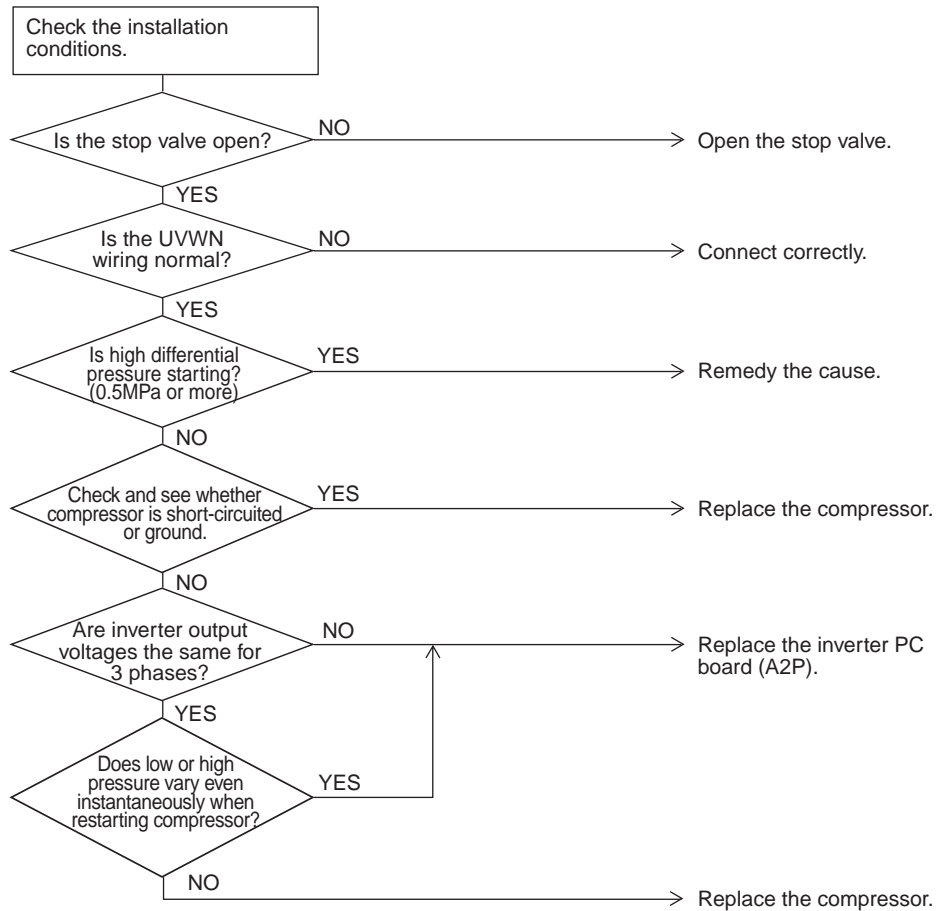 Check the installation
conditions.
Is the stop valve open?
NO
Open the stop valve.
YES
Is the UVWN
wiring normal?
NO
Connect correctly.
YES
Is high differential
pressure starting?
(0.5MPa or more)
YES
Remedy the cause.
NO
Check and see whether
compressor is short-circuited
or ground.
YES
Replace the compressor.
NO
Are inverter output
voltages the same for
3 phases?
NO
Replace the inverter PC
board (A2P).
YES
Does low or high
pressure vary even
instantaneously when
restarting compressor?
YES
NO
Replace the compressor.